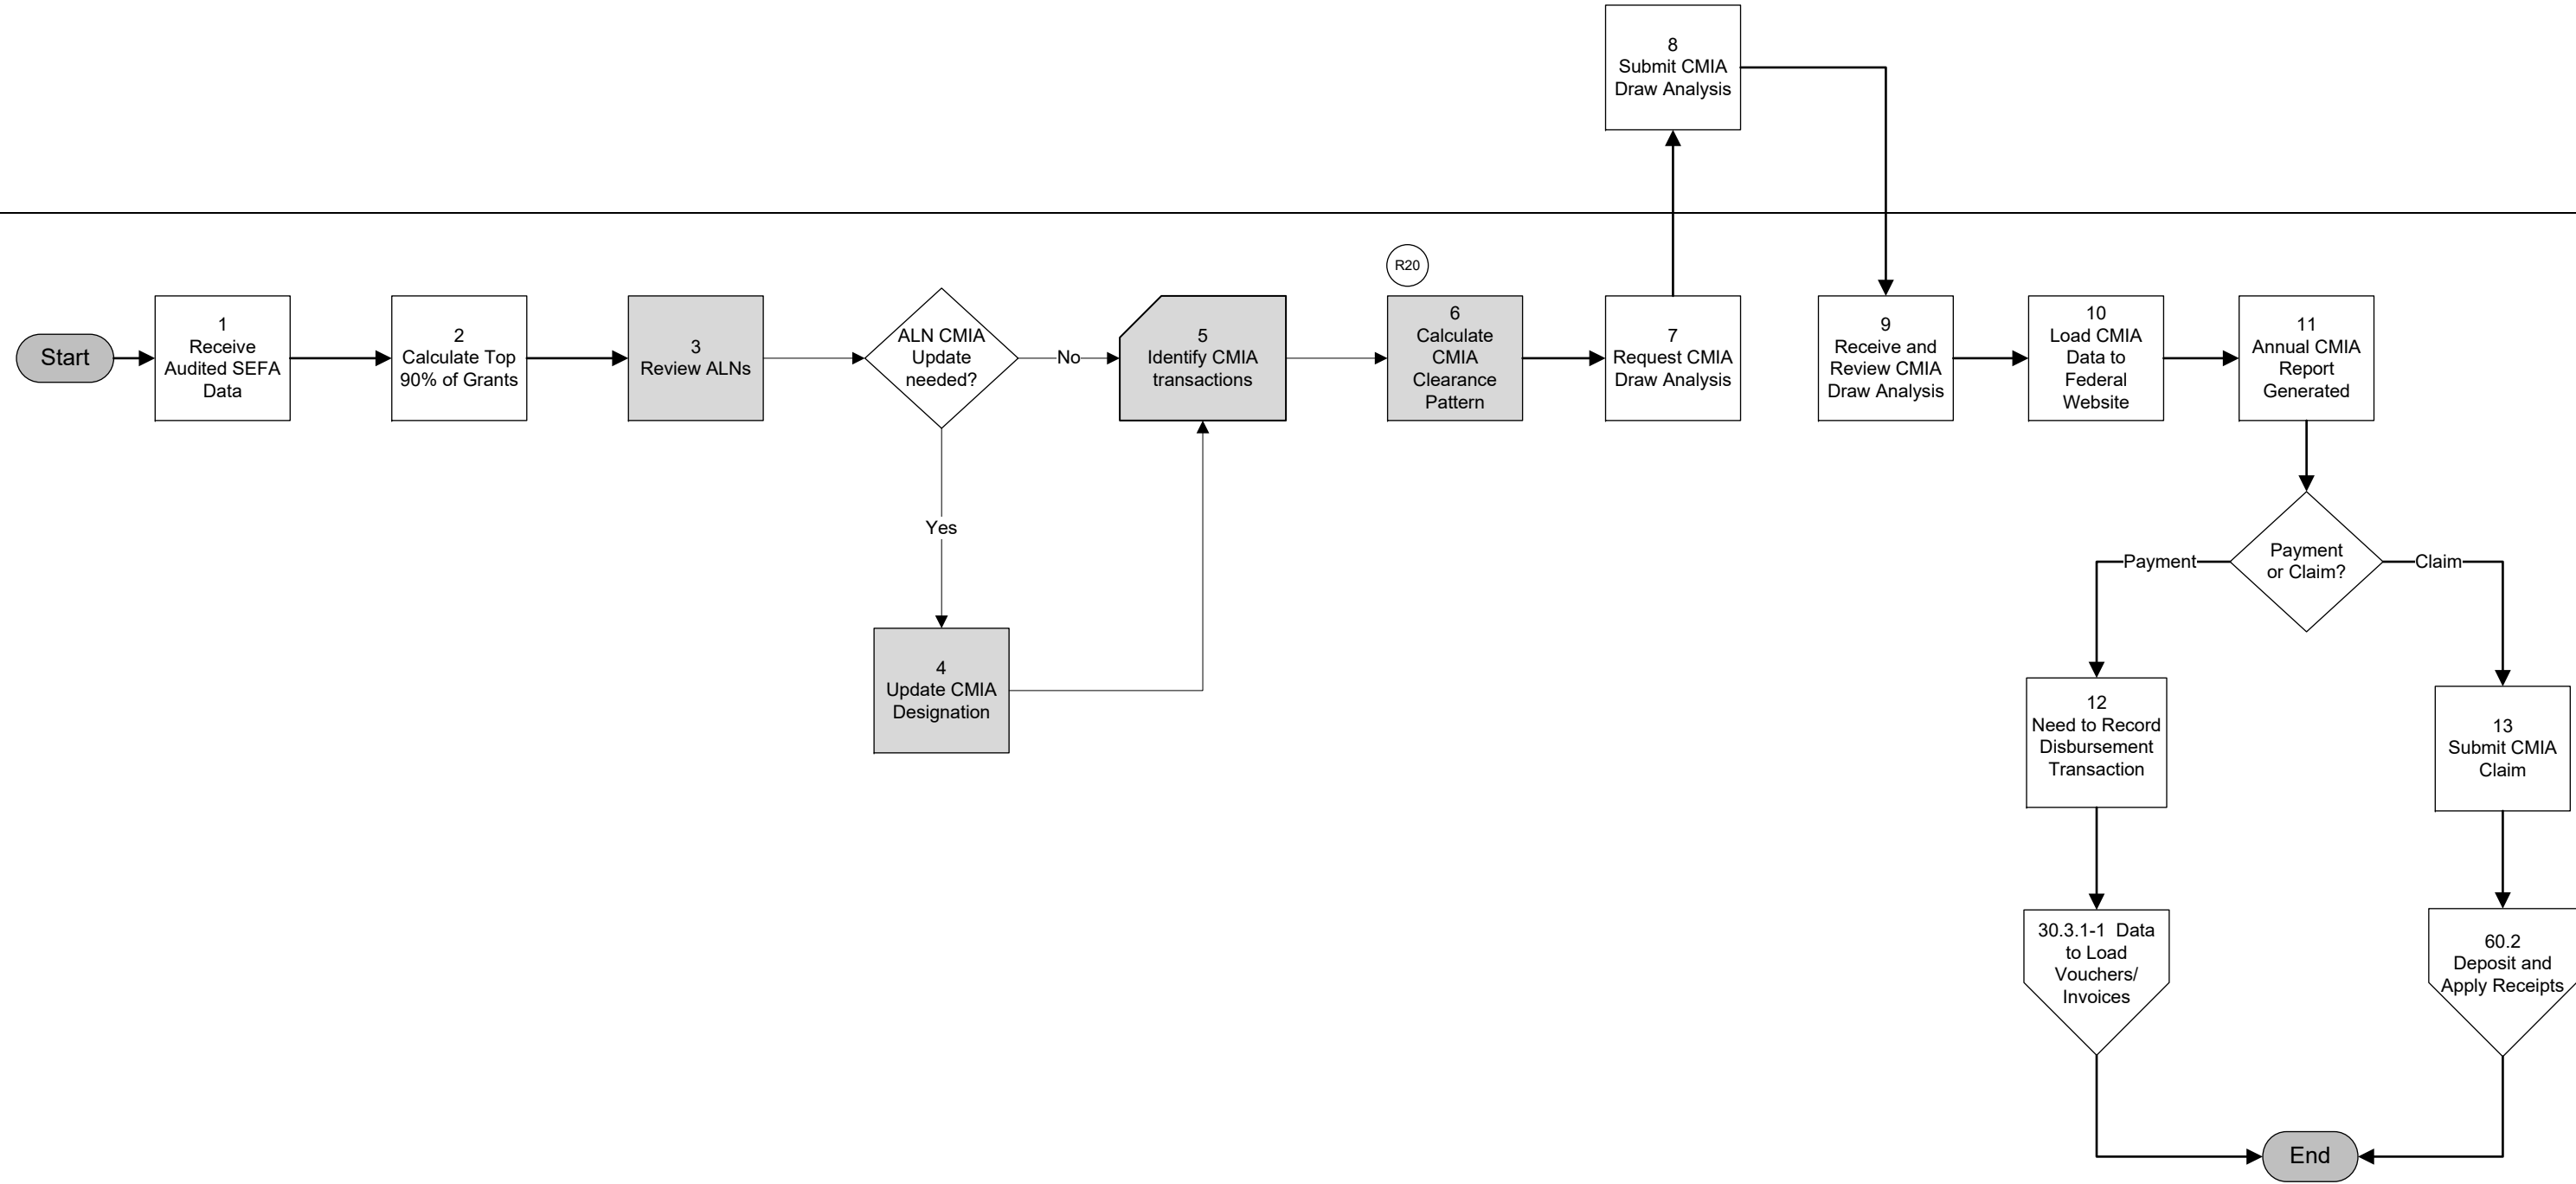 8
Submit CMIA
Draw Analysis
R20
Start
1
Receive
Audited SEFA
Data
2
Calculate Top
90% of Grants
3
Review ALNs
ALN CMIA
Update
needed?
No
5
Identify CMIA
transactions
6
Calculate
CMIA
Clearance
Pattern
7
Request CMIA
Draw Analysis
9
Receive and
Review CMIA
Draw Analysis
10
Load CMIA
Data to
Federal
Website
11
Annual CMIA
Report
Generated
Yes
4
Update CMIA
Designation
Payment
Payment
or Claim?
Claim
12
Need to Record
Disbursement
Transaction
13
Submit CMIA
Claim
30.3.1-1 Data
to Load
Vouchers/
Invoices
60.2
Deposit and
Apply Receipts
End